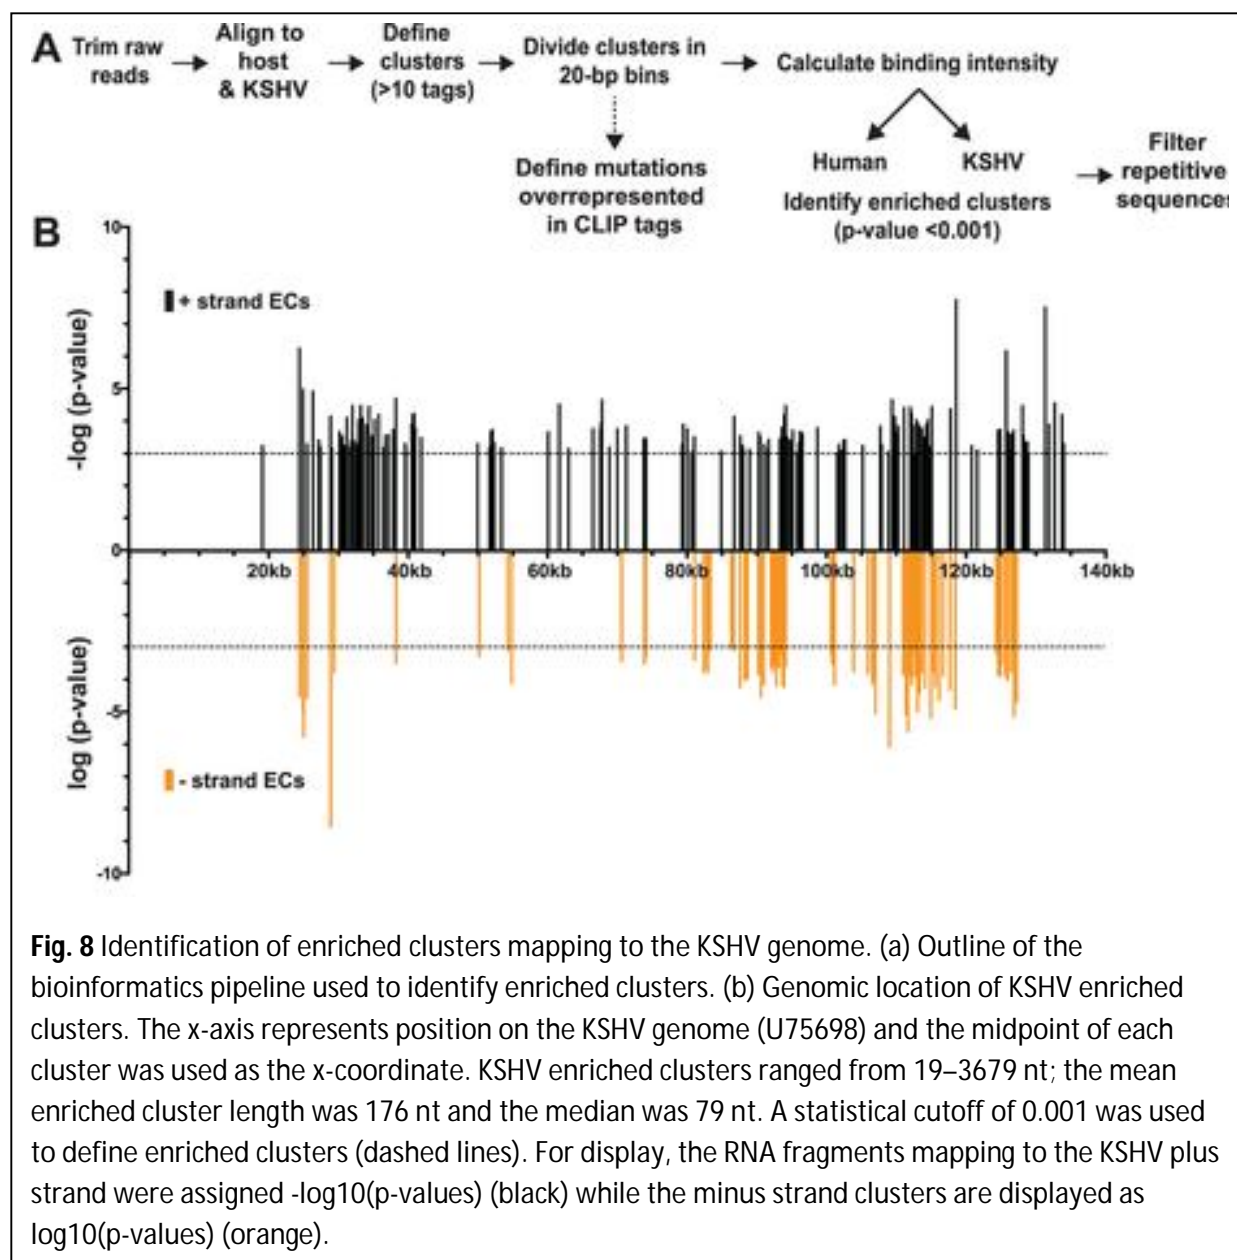 A
Trim raw
reads
Align to
host
& KSHV
Define
clusters
(>10 tags)
Divide clusters in
20-bp bins
Define mutations
overrepresented
in CLIP tags
Calculate binding intensity
Human
KSHV
Identify enriched clusters
(p-value <0.001)
Filter
repetitive
sequences
B
10
5
0
-5
-10
-log (p-value)
log (p-value)
+ strand ECs
- strand ECs
20kb
40kb
60kb
80kb
100kb
120kb
140kb
Fig. 8 Identification of enriched clusters mapping to the KSHV genome. (a) Outline of the
bioinformatics pipeline used to identify enriched clusters. (b) Genomic location of KSHV enriched
clusters. The x-axis represents position on the KSHV genome (U75698) and the midpoint of each
cluster was used as the x-coordinate. KSHV enriched clusters ranged from 19–3679 nt; the mean
enriched cluster length was 176 nt and the median was 79 nt. A statistical cutoff of 0.001 was used
to define enriched clusters (dashed lines). For display, the RNA fragments mapping to the KSHV plus
strand were assigned -log10(p-values) (black) while the minus strand clusters are displayed as
log10(p-values) (orange).